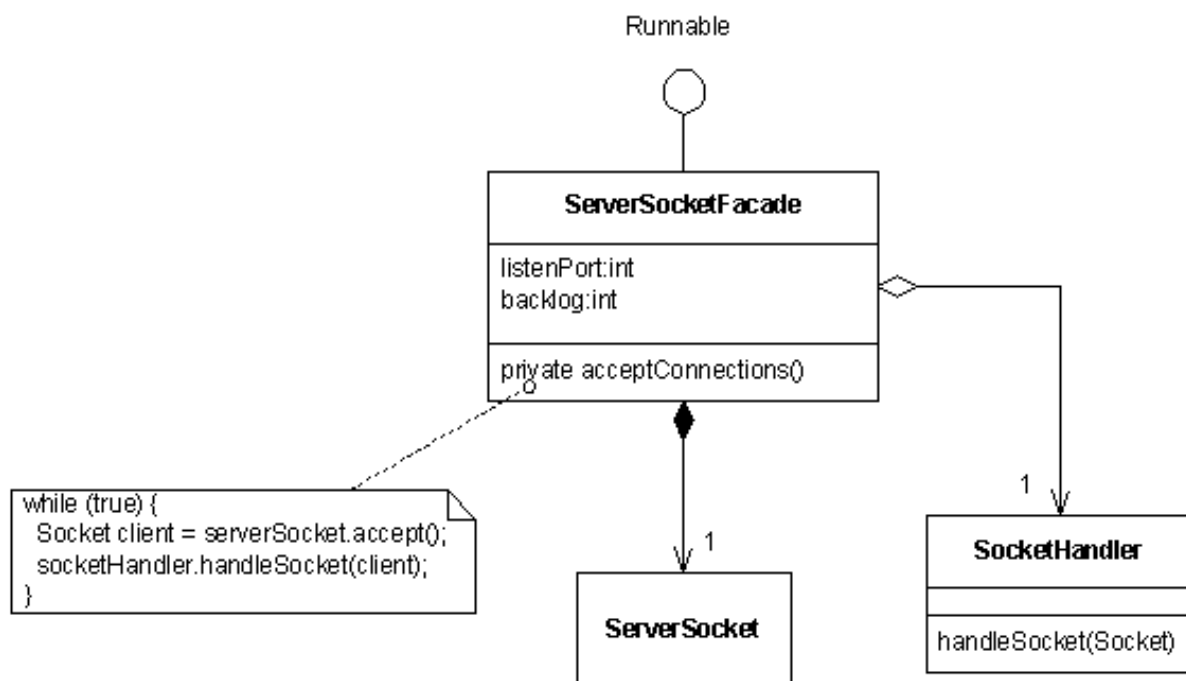 Runnable
ServerSocketFacade
listenPort:int
backlog:int
private acceptConnections()
while (true) {
Socket client = serverSocket.accept();
socketHandler.handleSocket(client);
}
1
ServerSocket
1
SocketHandler
handleSocket(Socket)